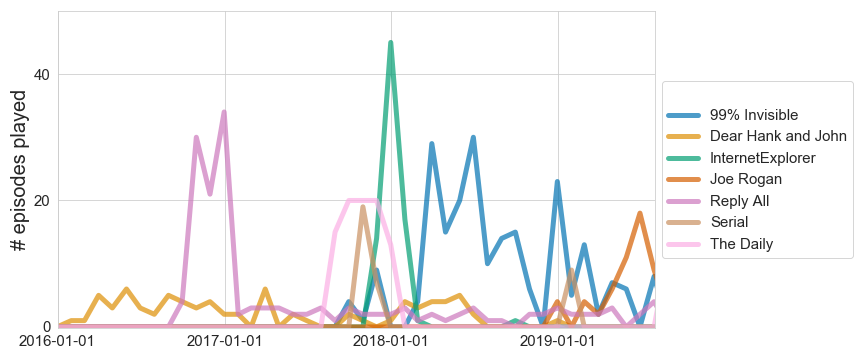 # episodes played
40
20
0
2016-01-01
2017-01-01
2018-01-01
2019-01-01
99% Invisible
Dear Hank and John
InternetExplorer
Joe Rogan
Reply All
Serial
The Daily